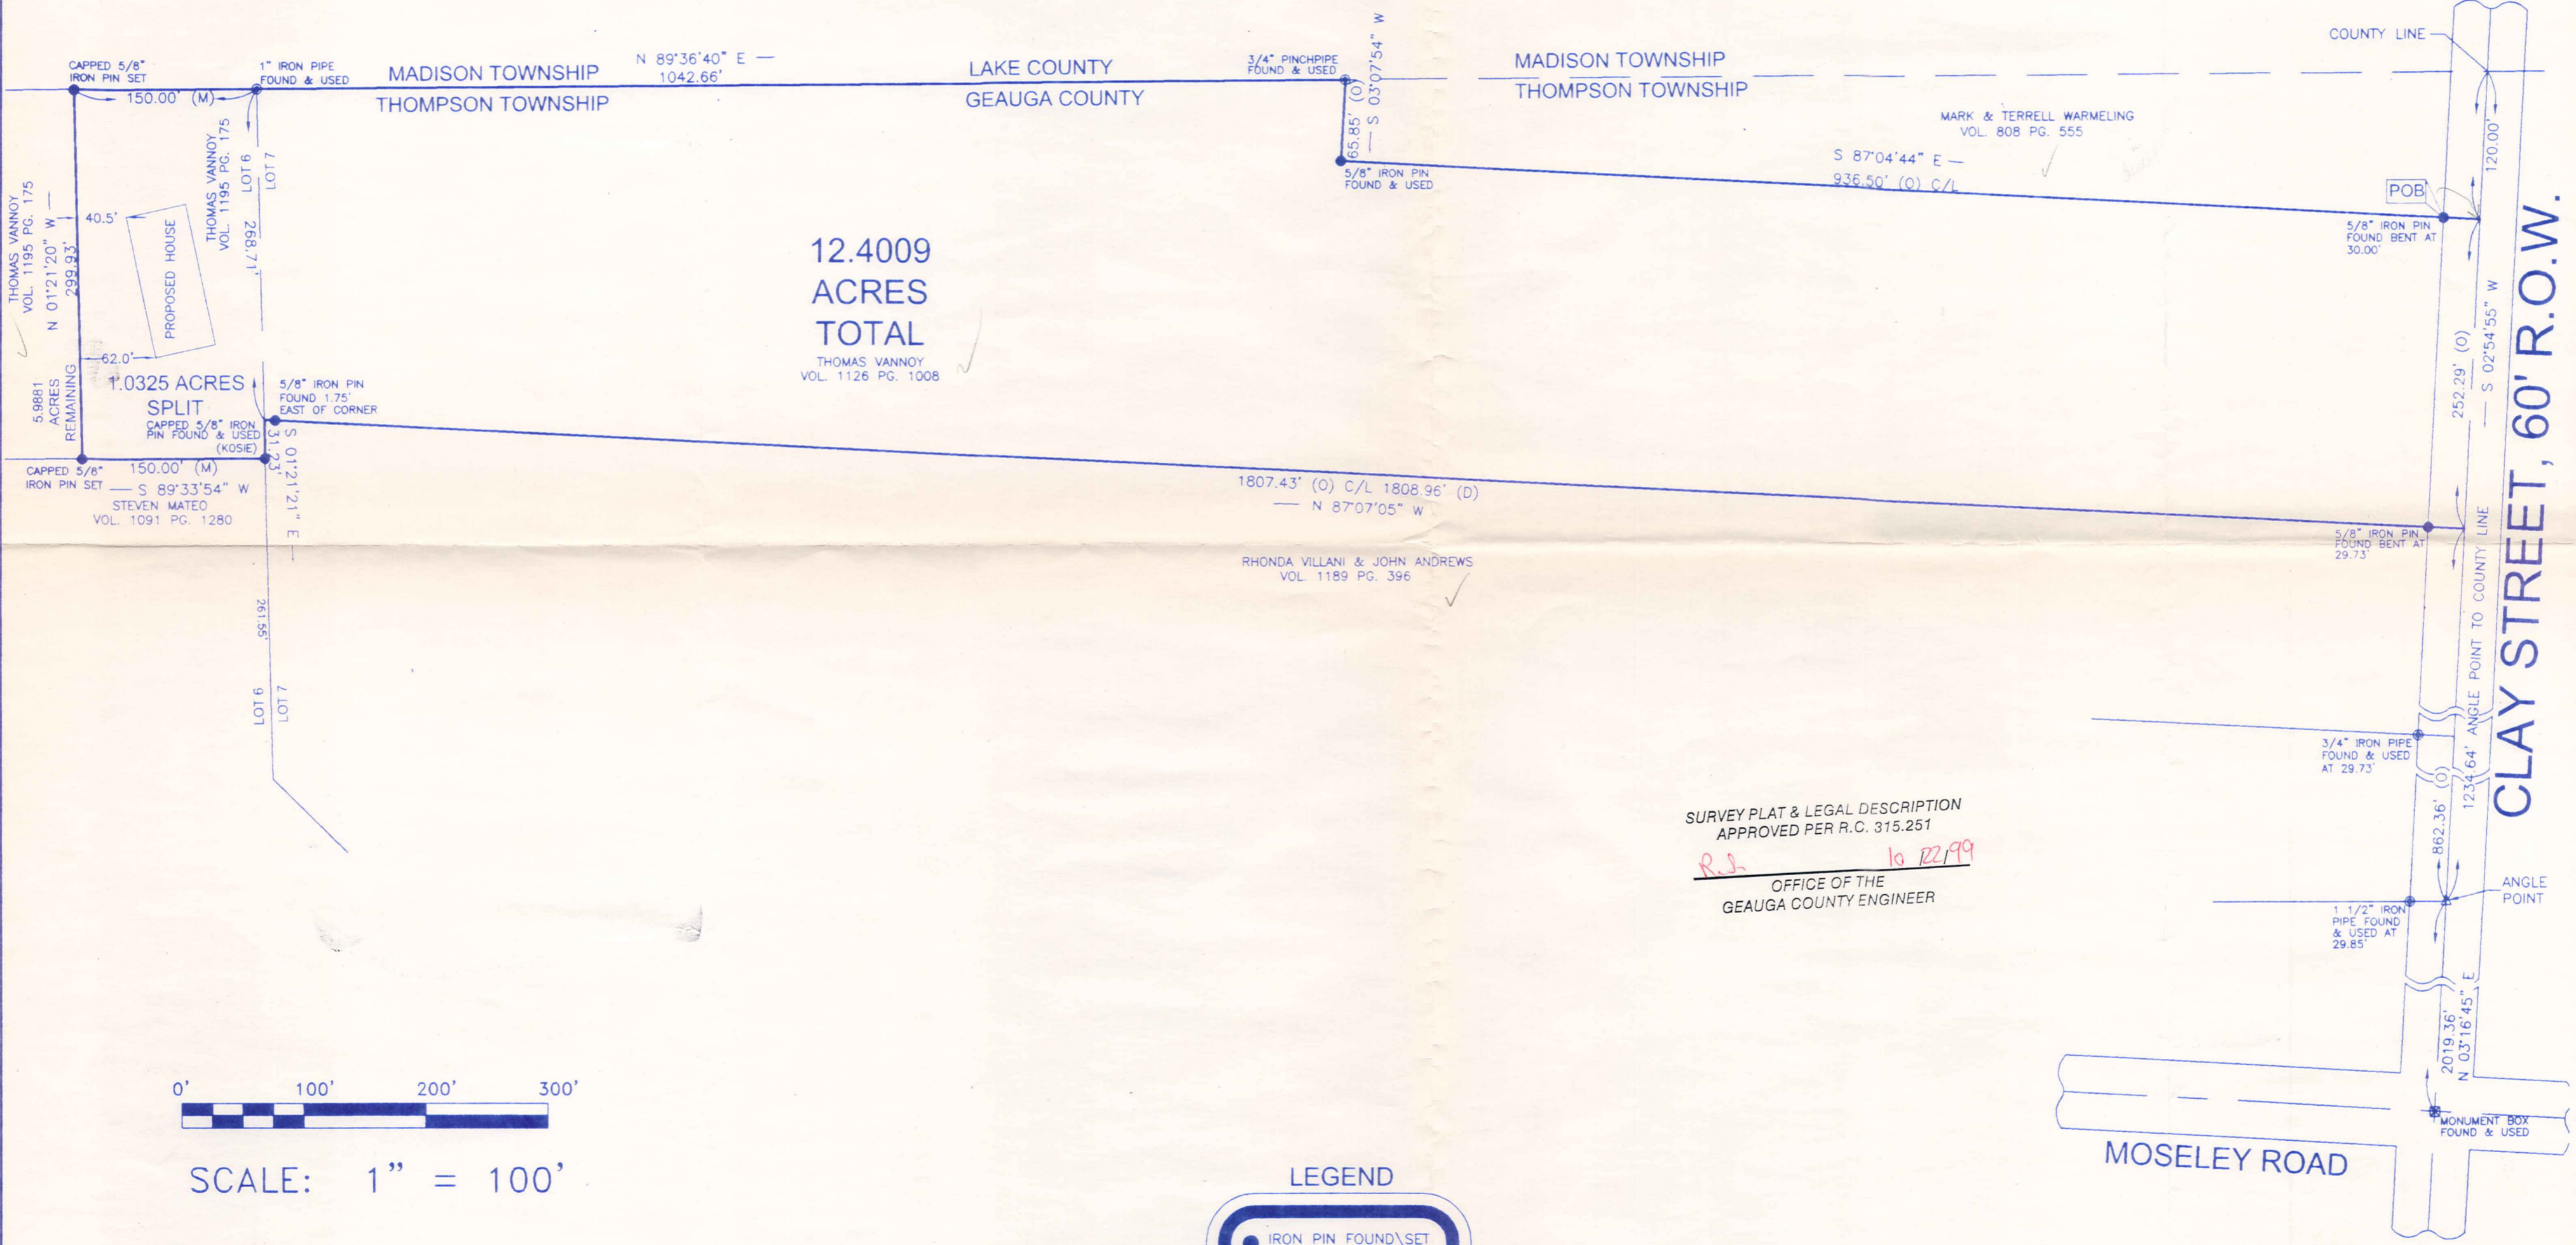 CAPPED 5/8"
IRON PIN SET
1" IRON PIPE
FOUND & USED
150.00' (M)
MADISON TOWNSHIP
THOMPSON TOWNSHIP
N 89°36'40" E —
1042.66'
LAKE COUNTY
GEAUGA COUNTY
3/4" PINCHPIPE
FOUND & USED
65.85' (O)
— S 03°07'54" W
5/8" IRON PIN
FOUND & USED
MADISON TOWNSHIP
THOMPSON TOWNSHIP
MARK & TERRELL WARMELING
VOL. 808 PG. 555
S 87°04'44" E —
936.50' (O) C/L
COUNTY LINE
120.00'
POB
5/8" IRON PIN
FOUND BENT AT
30.00'
THOMAS VANNOY
VOL. 1195 PG. 175
N 01°21'20" W —
299.93'
5.9881
ACRES
REMAINING
40.5'
PROPOSED HOUSE
62.0'
THOMAS VANNOY
VOL. 1195 PG. 175
LOT 6
LOT 7
268.71'
12.4009
ACRES
TOTAL
THOMAS VANNOY
VOL. 1126 PG. 1008
1.0325 ACRES
SPLIT
CAPPED 5/8" IRON
PIN FOUND & USED
(KOSIE)
5/8" IRON PIN
FOUND 1.75'
EAST OF CORNER
31.23'
S 01°21'21" E —
CAPPED 5/8"
IRON PIN SET
150.00' (M)
— S 89°33'54" W
STEVEN MATEO
VOL. 1091 PG. 1280
1807.43' (O) C/L 1808.96' (D)
— N 87°07'05" W
RHONDA VILLANI & JOHN ANDREWS
VOL. 1189 PG. 396
252.29' (O)
— S 02°54'55" W
CLAY STREET, 60' R.O.W.
5/8" IRON PIN
FOUND BENT AT
29.73'
261.55'
LOT 6
LOT 7
1234.64' ANGLE POINT TO COUNTY LINE
3/4" IRON PIPE
FOUND & USED
AT 29.73'
862.36' (O)
SURVEY PLAT & LEGAL DESCRIPTION
APPROVED PER R.C. 315.251
10/22/99
OFFICE OF THE
GEAUGA COUNTY ENGINEER
ANGLE
POINT
1 1/2" IRON
PIPE FOUND
& USED AT
29.85'
2019.36'
N 03°16'45" E
MONUMENT BOX
FOUND & USED
MOSELEY ROAD
0' 100' 200' 300'
SCALE: 1" = 100'
LEGEND
IRON PIN FOUND\SET